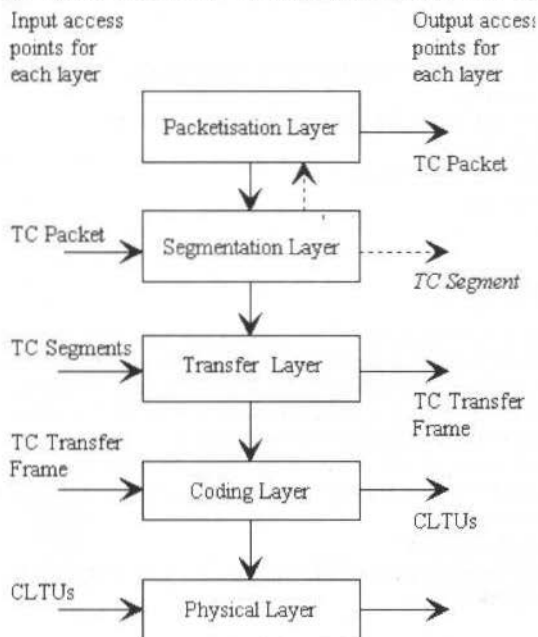 Input access
points for
each layer
Output access
points for
each layer
Packetisation Layer
TC Packet
TC Packet
Segmentation Layer
TC Segment
TC Segments
Transfer Layer
TC Transfer
Frame
TC Transfer
Frame
Coding Layer
CLTUs
CLTUs
Physical Layer